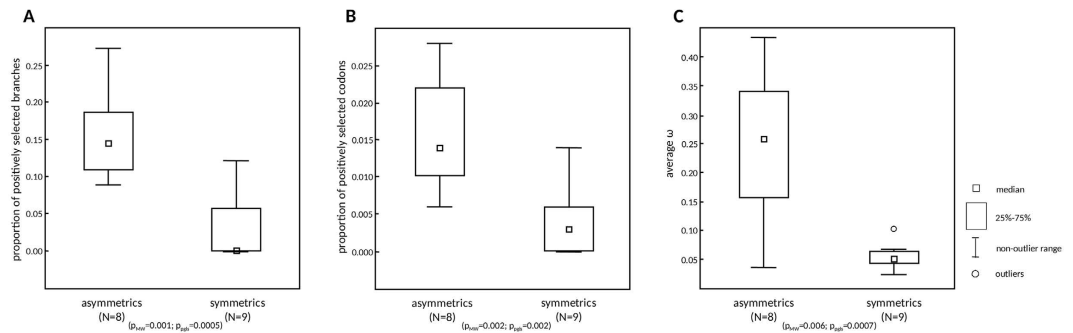 A
proportion of positively selected branches
0.25
0.20
0.15
0.10
0.05
0.00
asymmetrics symmetrics
(N=8) (N=9)
(pMW=0.001; ppgls=0.0005)
B
proportion of positively selected codons
0.025
0.020
0.015
0.010
0.005
0.000
asymmetrics symmetrics
(N=8) (N=9)
(pMW=0.002; ppgls=0.002)
C
average ω
0.40
0.35
0.30
0.25
0.20
0.15
0.10
0.05
asymmetrics symmetrics
(N=8) (N=9)
(pMW=0.006; ppgls=0.0007)
median
25%-75%
non-outlier range
outliers